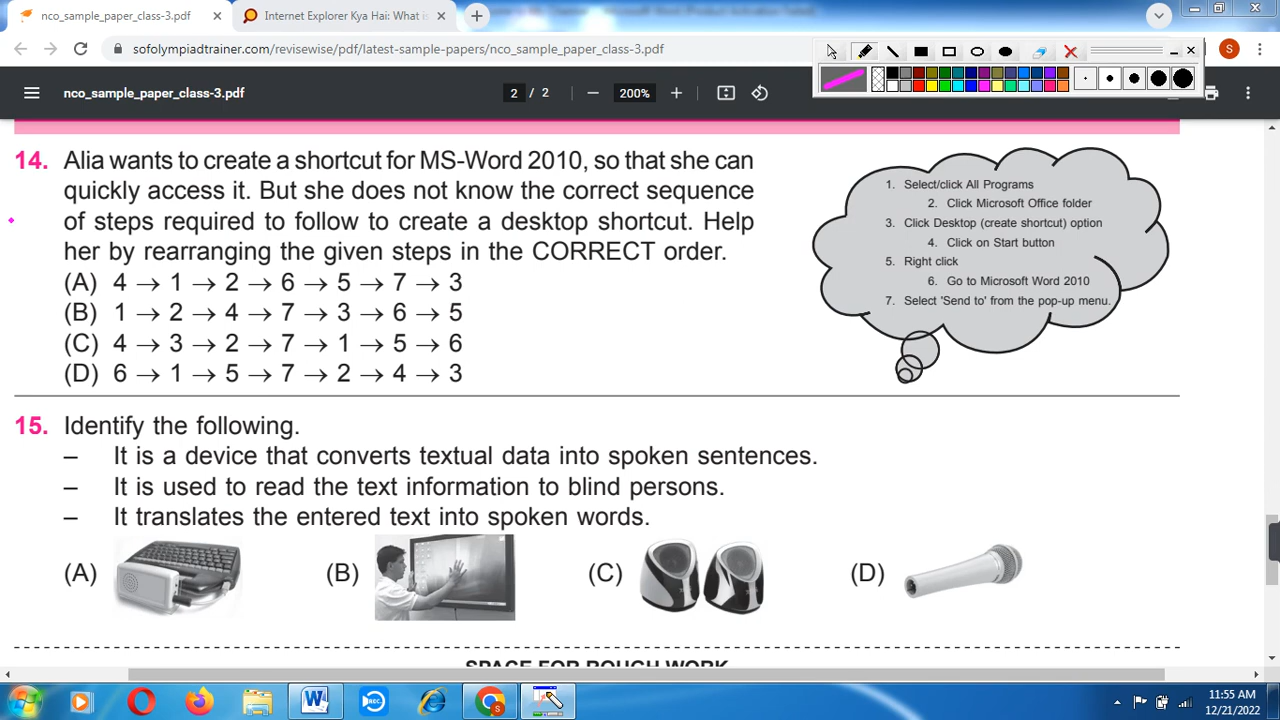 nco_sample_paper_class-3.pdf
Internet Explorer Kya Hai: What is
sofolympiadtrainer.com/revisewise/pdf/latest-sample-papers/nco_sample_paper_class-3.pdf
S
nco_sample_paper_class-3.pdf
2 / 2
200%
14. Alia wants to create a shortcut for MS-Word 2010, so that she can
quickly access it. But she does not know the correct sequence
of steps required to follow to create a desktop shortcut. Help
her by rearranging the given steps in the CORRECT order.
(A) 4 → 1 → 2 → 6 → 5 → 7 → 3
(B) 1 → 2 → 4 → 7 → 3 → 6 → 5
(C) 4 → 3 → 2 → 7 → 1 → 5 → 6
(D) 6 → 1 → 5 → 7 → 2 → 4 → 3
1. Select/click All Programs
2. Click Microsoft Office folder
3. Click Desktop (create shortcut) option
4. Click on Start button
5. Right click
6. Go to Microsoft Word 2010
7. Select 'Send to' from the pop-up menu.
15. Identify the following.
– It is a device that converts textual data into spoken sentences.
– It is used to read the text information to blind persons.
– It translates the entered text into spoken words.
(A)
(B)
(C)
(D)
SPACE FOR ROUGH WORK
W
REC
11:55 AM
12/21/2022